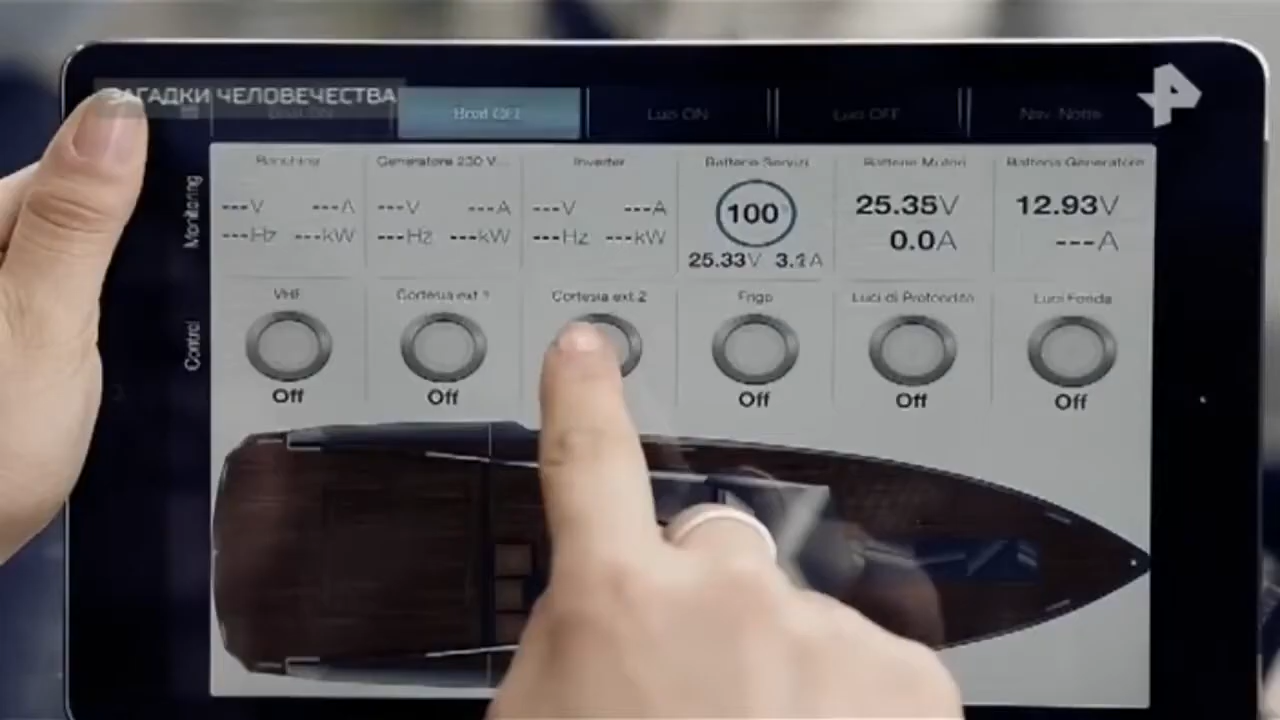 ЗАГАДКИ ЧЕЛОВЕЧЕСТВА
Boat OFF
Luci ON
Luci OFF
Nav. Notte
Monitoring
Banchina
Generatore 230 V...
Inverter
Batterie Servizi
Batterie Motori
Batteria Generatore
---V ---A
---Hz ---kW
---V ---A
---Hz ---kW
---V ---A
---Hz ---kW
100
25.33V
25.35V
0.0A
12.93V
---A
Control
VHF
Cortesia ext 1
Cortesia ext 2
Frigo
Luci di Profondità
Luci Fonda
Off
Off
Off
Off
Off